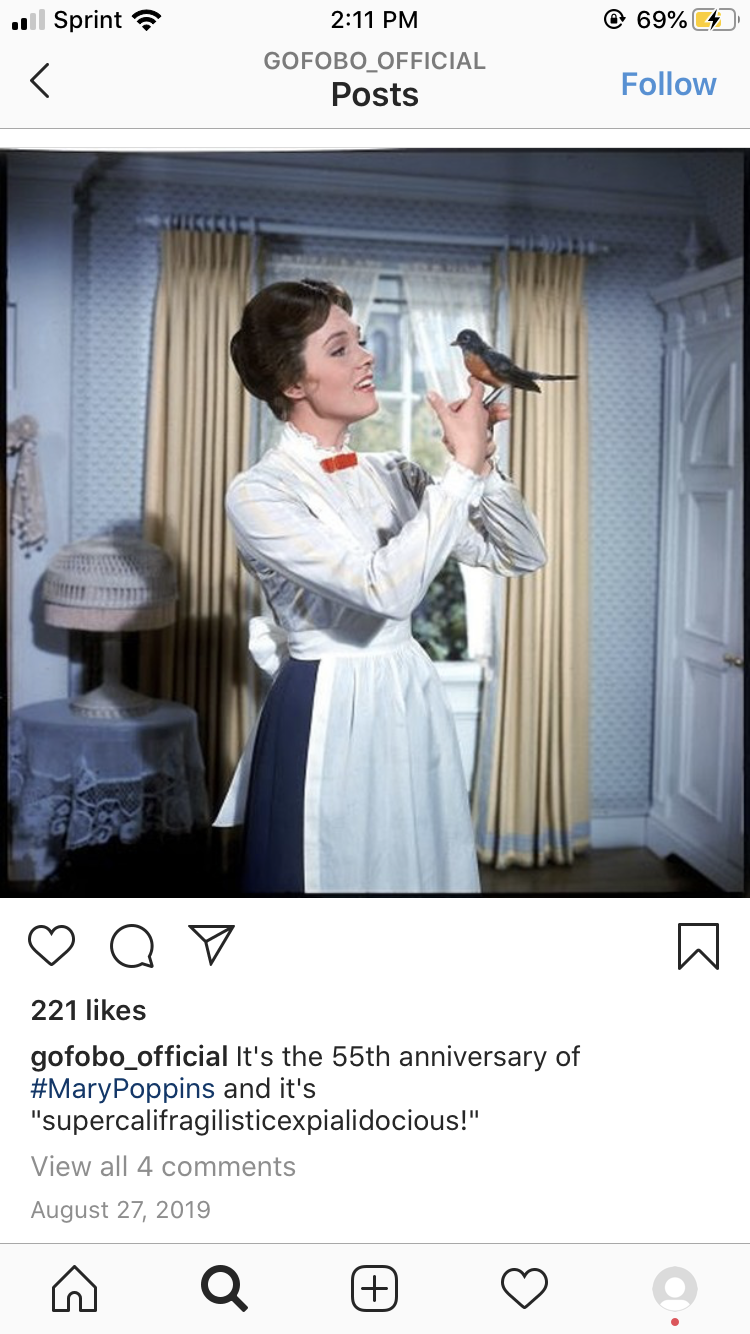 Sprint 2:11 PM 69%
GOFOBO_OFFICIAL
Posts
Follow
221 likes
gofobo_official It's the 55th anniversary of
#MaryPoppins and it's
"supercalifragilisticexpialidocious!"
View all 4 comments
August 27, 2019